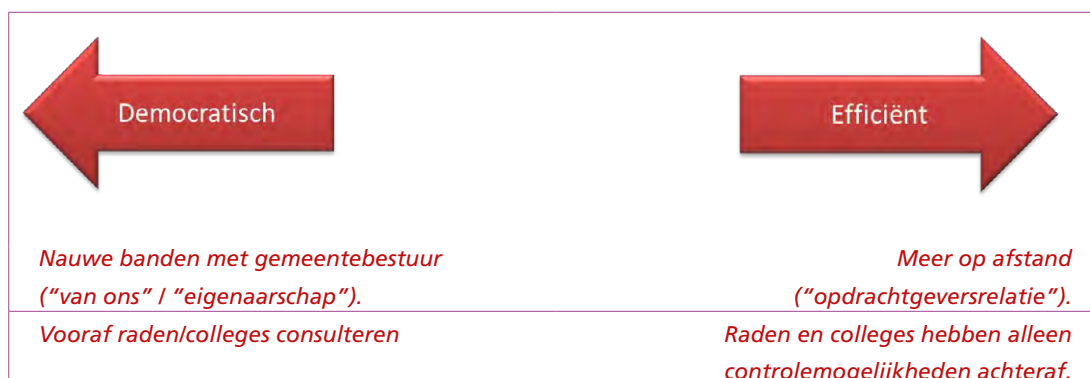 Democratisch
Efficiënt
Nauwe banden met gemeentebestuur
(“van ons” / “eigenaarschap”).
Meer op afstand
(“opdrachtgeversrelatie”).
Vooraf raden/colleges consulteren
Raden en colleges hebben alleen
controlemogelijkheden achteraf.